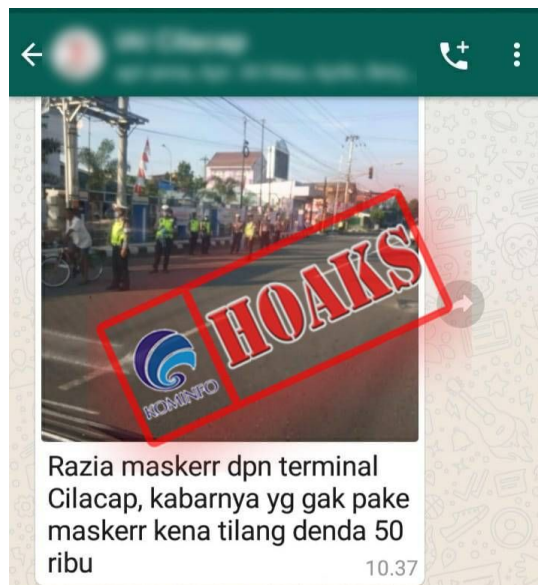 KOMINFO
HOAKS
Razia maskerr dpn terminal
Cilacap, kabarnya yg gak pake
maskerr kena tilang denda 50
ribu
10.37